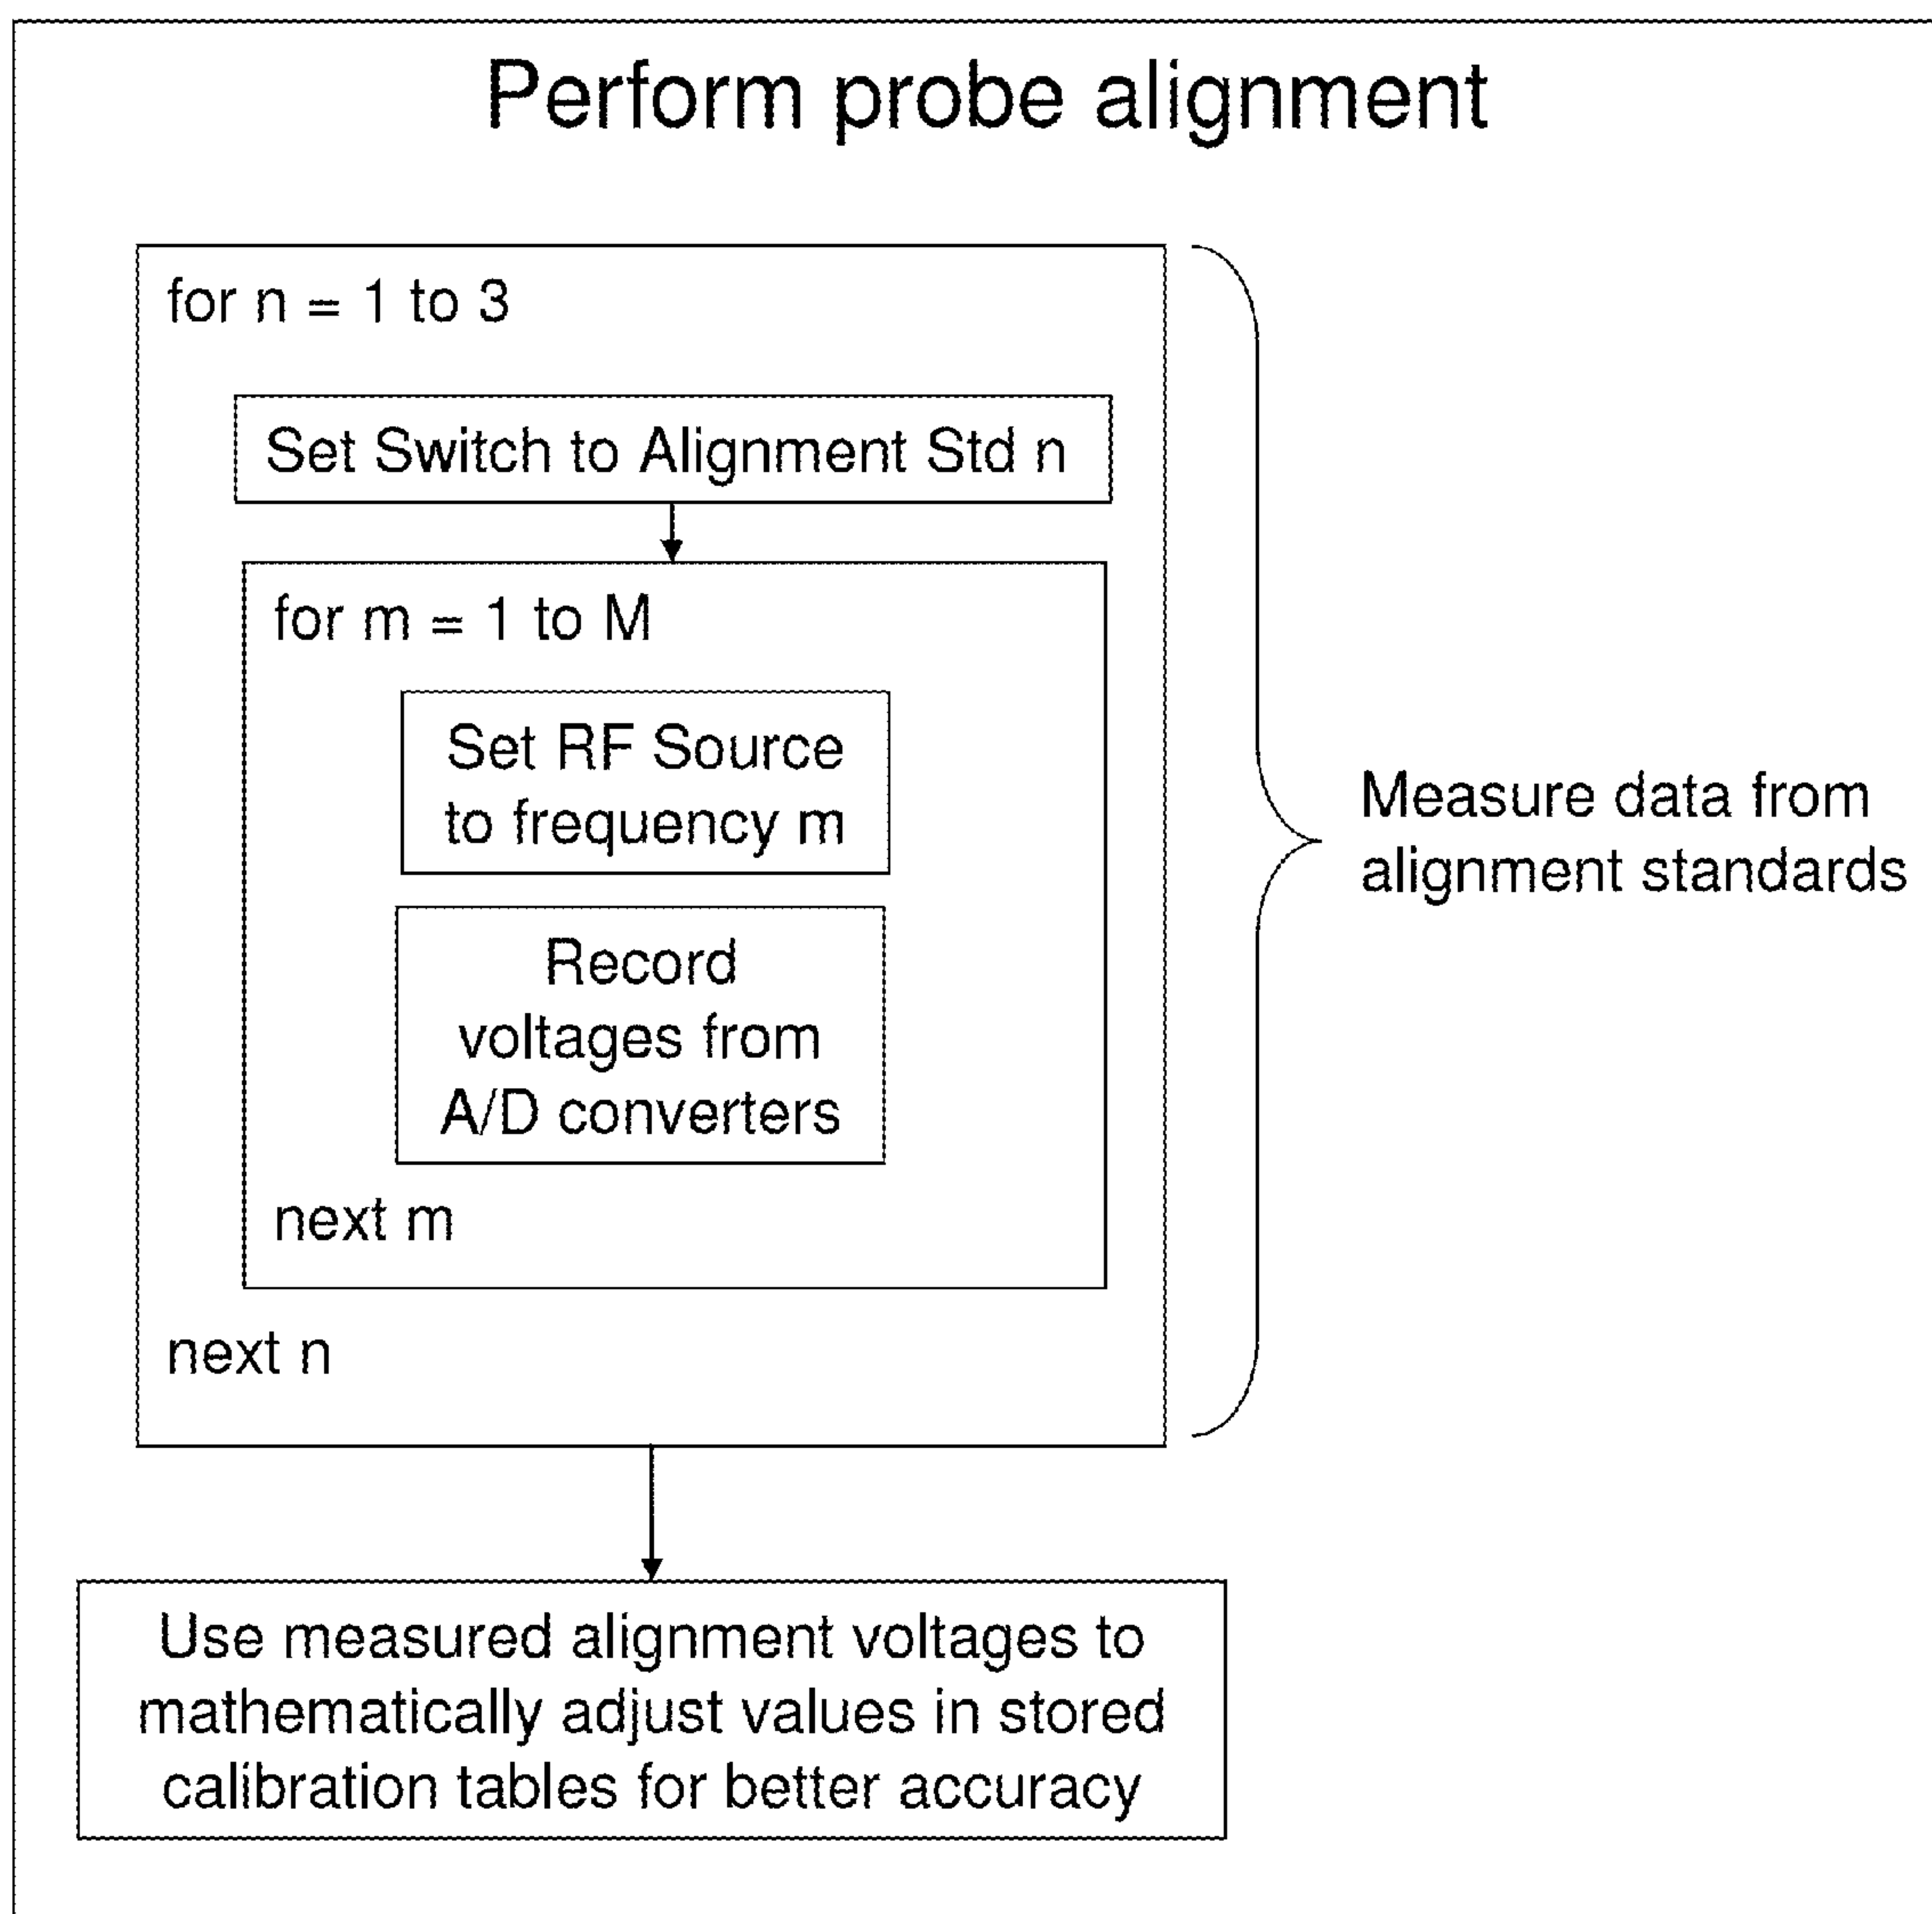 Perform probe alignment
for n = 1 to 3
Set Switch to Alignment Std n
for m = 1 to M
Set RF Source
to frequency m
Record
voltages from
A/D converters
next m
next n
Measure data from
alignment standards
Use measured alignment voltages to
mathematically adjust values in stored
calibration tables for better accuracy